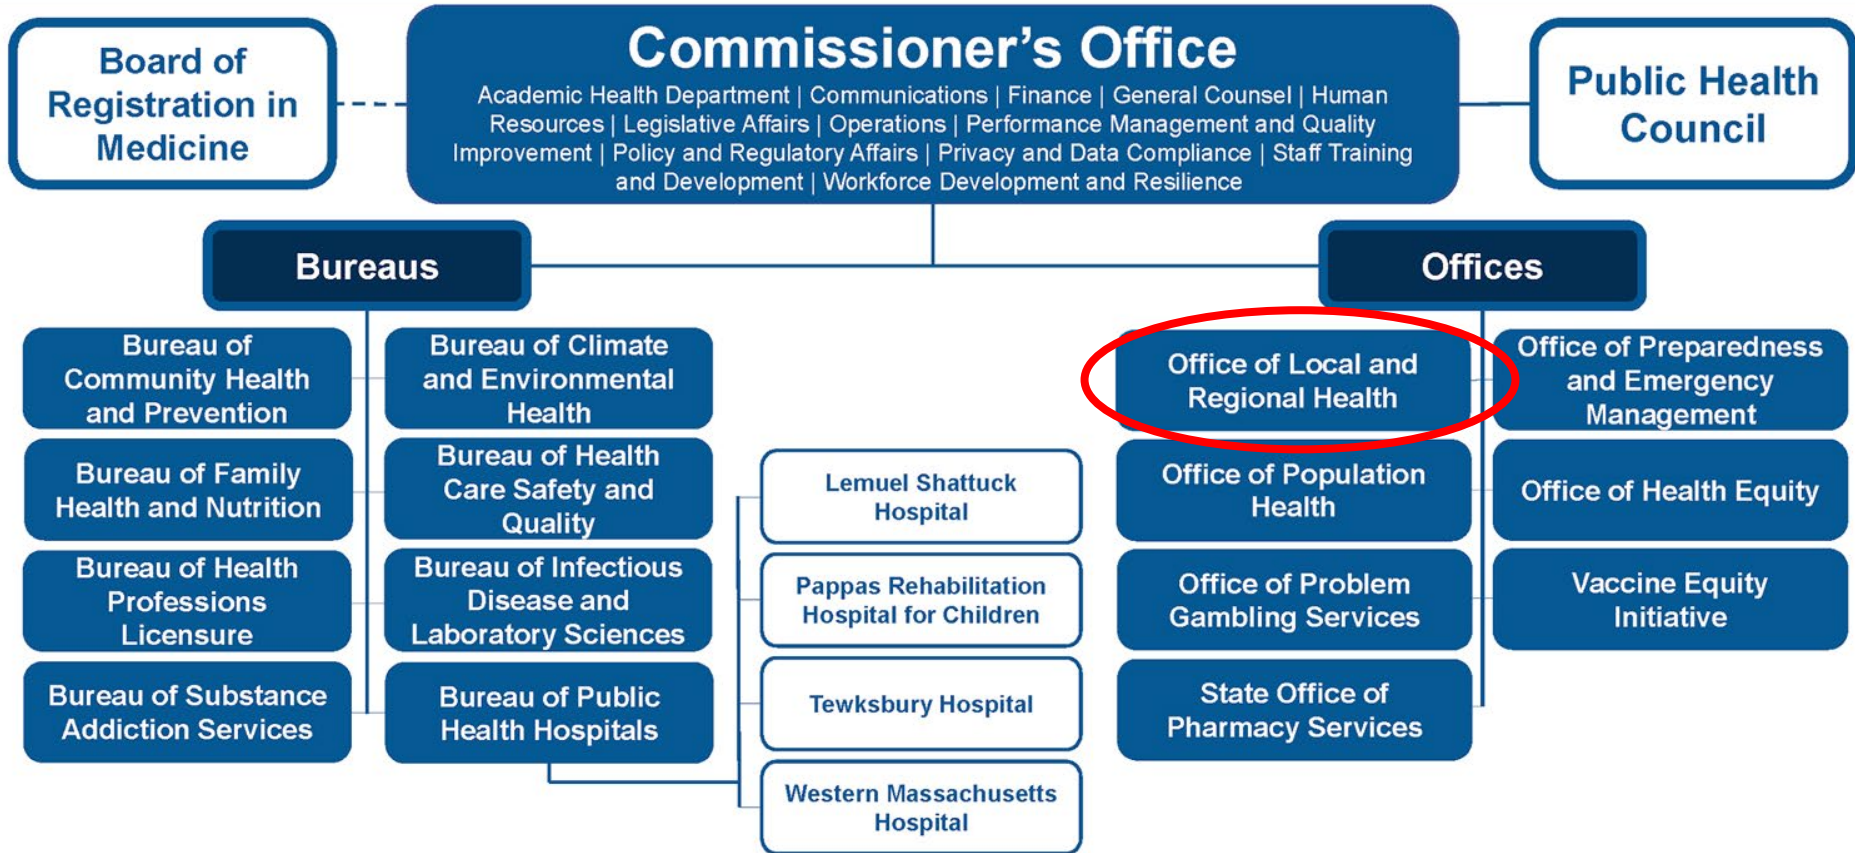 Board of
Registration in
Medicine
Commissioner's Office
Academic Health Department | Communications | Finance | General Counsel | Human
Resources | Legislative Affairs | Operations | Performance Management and Quality
Improvement | Policy and Regulatory Affairs | Privacy and Data Compliance | Staff Training
and Development | Workforce Development and Resilience
Public Health
Council
Bureaus
Offices
Bureau of
Community Health
and Prevention
Bureau of Climate
and Environmental
Health
Bureau of Family
Health and Nutrition
Bureau of Health
Care Safety and
Quality
Bureau of Health
Professions
Licensure
Bureau of Infectious
Disease and
Laboratory Sciences
Bureau of Substance
Addiction Services
Bureau of Public
Health Hospitals
Lemuel Shattuck
Hospital
Pappas Rehabilitation
Hospital for Children
Tewksbury Hospital
Western Massachusetts
Hospital
Office of Local and
Regional Health
Office of Preparedness
and Emergency
Management
Office of Population
Health
Office of Health Equity
Office of Problem
Gambling Services
Vaccine Equity
Initiative
State Office of
Pharmacy Services